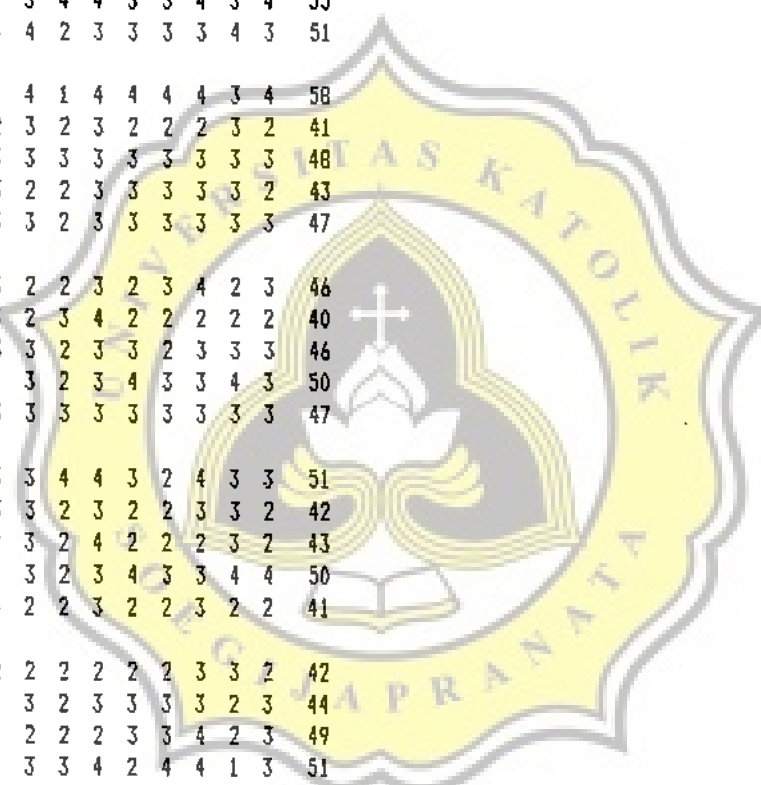 3 4 4 3 3 4 3 4 55
4 2 3 3 3 3 4 3 51
4 1 4 4 4 4 3 4 58
3 2 3 2 2 2 3 2 41
3 3 3 3 3 3 3 3 48
2 2 3 3 3 3 3 2 43
3 2 3 3 3 3 3 3 47
2 2 3 2 3 4 2 3 46
2 3 4 2 2 2 2 2 40
3 2 3 3 2 3 3 3 46
3 2 3 4 3 3 4 3 50
3 3 3 3 3 3 3 3 47
3 4 4 3 2 4 3 3 51
3 2 3 2 2 3 3 2 42
3 2 4 2 2 2 3 2 43
3 2 3 4 3 3 4 4 50
2 2 3 2 2 3 2 2 41
2 2 2 2 2 3 3 2 42
3 2 3 3 3 3 2 3 44
2 2 2 3 3 4 2 3 49
3 3 4 2 4 4 1 3 51
UNIVERSITAS KATOLIK
SOEGIJAPRANATA